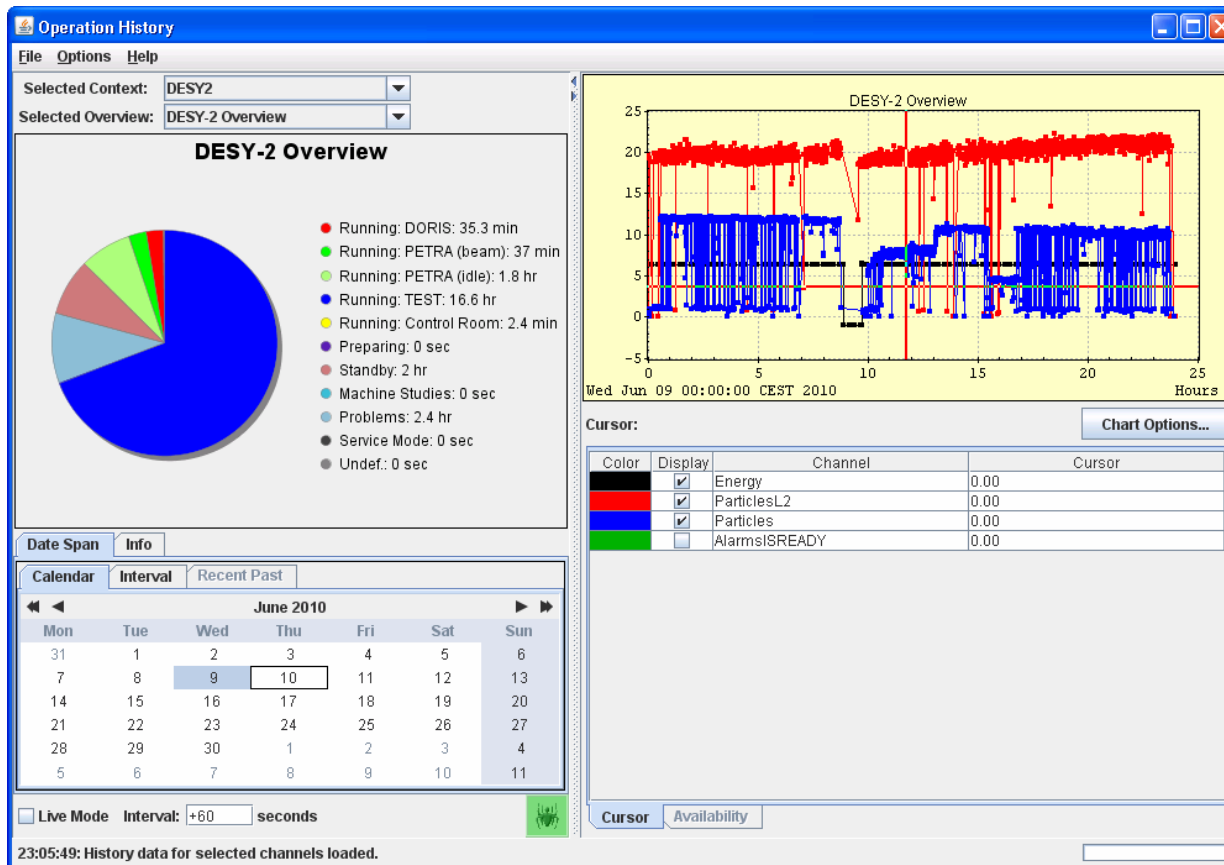 Operation History
File Options Help
Selected Context: DESY2
Selected Overview: DESY-2 Overview
DESY-2 Overview
Running: DORIS: 35.3 min
Running: PETRA (beam): 37 min
Running: PETRA (idle): 1.8 hr
Running: TEST: 16.6 hr
Running: Control Room: 2.4 min
Preparing: 0 sec
Standby: 2 hr
Machine Studies: 0 sec
Problems: 2.4 hr
Service Mode: 0 sec
Undef.: 0 sec
Date Span Info
Calendar Interval Recent Past
June 2010
Mon Tue Wed Thu Fri Sat Sun
31 1 2 3 4 5 6
7 8 9 10 11 12 13
14 15 16 17 18 19 20
21 22 23 24 25 26 27
28 29 30 1 2 3 4
5 6 7 8 9 10 11
Live Mode Interval: +60 seconds
DESY-2 Overview
25
20
15
10
5
0
-5
0 5 10 15 20 25
Wed Jun 09 00:00:00 CEST 2010 Hours
Cursor: Chart Options...
Color Display Channel Cursor
Energy 0.00
ParticlesL2 0.00
Particles 0.00
AlarmsISREADY 0.00
Cursor Availability
23:05:49: History data for selected channels loaded.